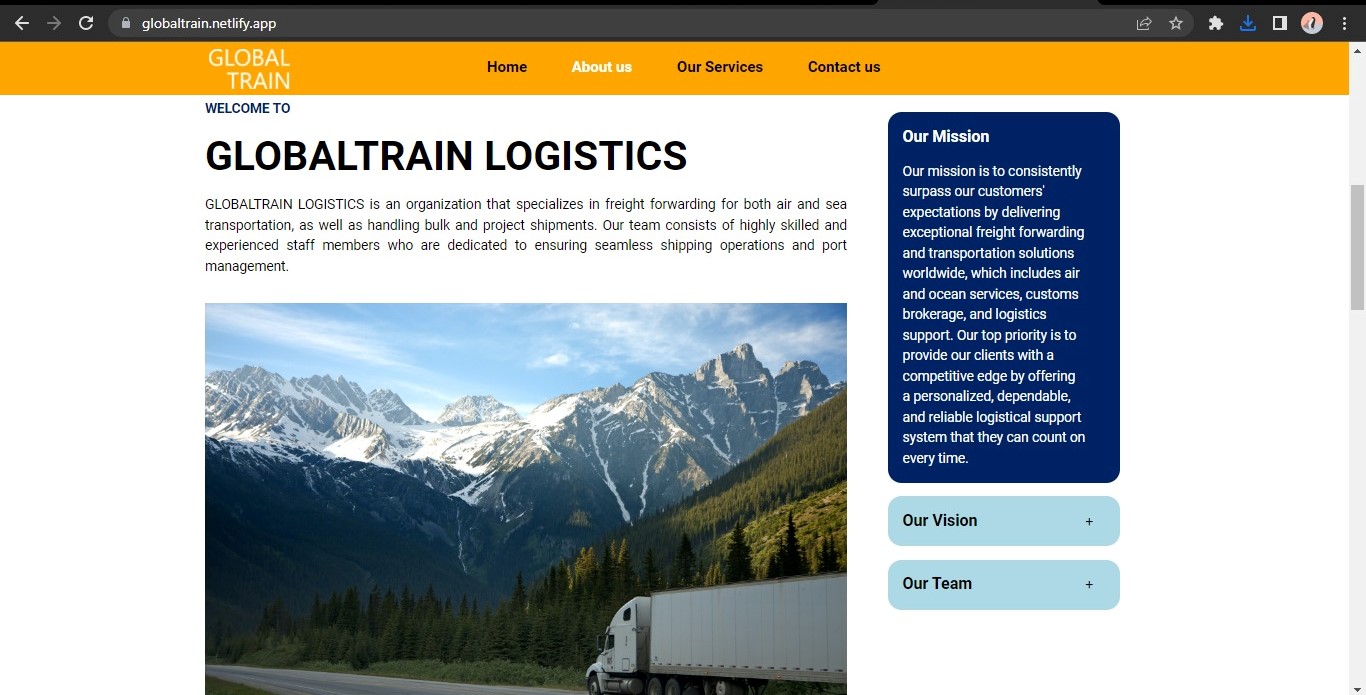 globaltrain.netlify.app
GLOBAL
TRAIN
Home About us Our Services Contact us
WELCOME TO
GLOBALTRAIN LOGISTICS
GLOBALTRAIN LOGISTICS is an organization that specializes in freight forwarding for both air and sea
transportation, as well as handling bulk and project shipments. Our team consists of highly skilled and
experienced staff members who are dedicated to ensuring seamless shipping operations and port
management.
Our Mission
Our mission is to consistently
surpass our customers'
expectations by delivering
exceptional freight forwarding
and transportation solutions
worldwide, which includes air
and ocean services, customs
brokerage, and logistics
support. Our top priority is to
provide our clients with a
competitive edge by offering
a personalized, dependable,
and reliable logistical support
system that they can count on
every time.
Our Vision +
Our Team +